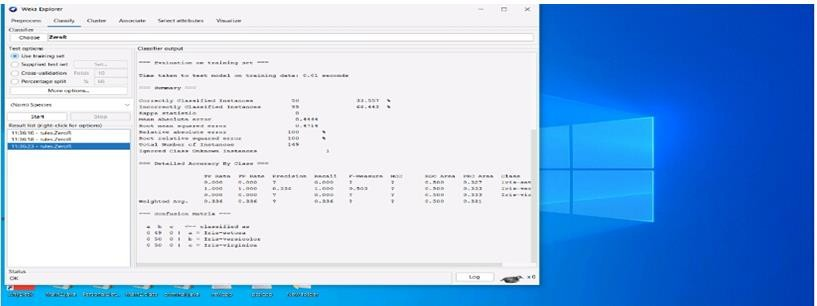 Weka Explorer
Preprocess Classify Cluster Associate Select attributes Visualize
Classifier
Choose ZeroR
Test options
Use training set
Supplied test set Set...
Cross-validation Folds 10
Percentage split % 66
More options...
(Nom) Species
Start Stop
Result list (right-click for options)
11:36:16 - rules.ZeroR
11:36:18 - rules.ZeroR
11:36:23 - rules.ZeroR
Classifier output
=== Evaluation on training set ===
Time taken to test model on training data: 0.01 seconds
=== Summary ===
Correctly Classified Instances 50 33.557 %
Incorrectly Classified Instances 99 66.443 %
Kappa statistic 0
Mean absolute error 0.4444
Root mean squared error 0.4714
Relative absolute error 100 %
Root relative squared error 100 %
Total Number of Instances 149
Ignored Class Unknown Instances 1
=== Detailed Accuracy By Class ===
TP Rate FP Rate Precision Recall F-Measure MCC ROC Area PRC Area Class
0.000 0.000 ? 0.000 ? ? 0.500 0.327 Iris-set
1.000 1.000 0.336 1.000 0.503 ? 0.500 0.333 Iris-ver
0.000 0.000 ? 0.000 ? ? 0.500 0.333 Iris-vir
Weighted Avg. 0.336 0.336 ? 0.336 ? ? 0.500 0.331
=== Confusion Matrix ===
a b c <-- classified as
0 49 0 | a = Iris-setosa
0 50 0 | b = Iris-versicolor
0 50 0 | c = Iris-virginica
Status
OK
Log x 0